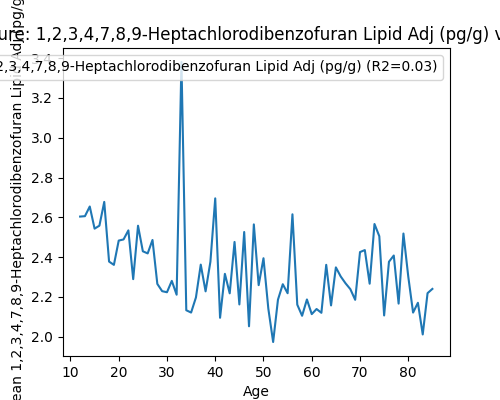 ure: 1,2,3,4,7,8,9-Heptachlorodibenzofuran Lipid Adj (pg/g) v
2,3,4,7,8,9-Heptachlorodibenzofuran Lipid Adj (pg/g) (R2=0.03)
ean 1,2,3,4,7,8,9-Heptachlorodibenzofuran Lipid Adj (pg/g
3.2
3.0
2.8
2.6
2.4
2.2
2.0
10 20 30 40 50 60 70 80
Age